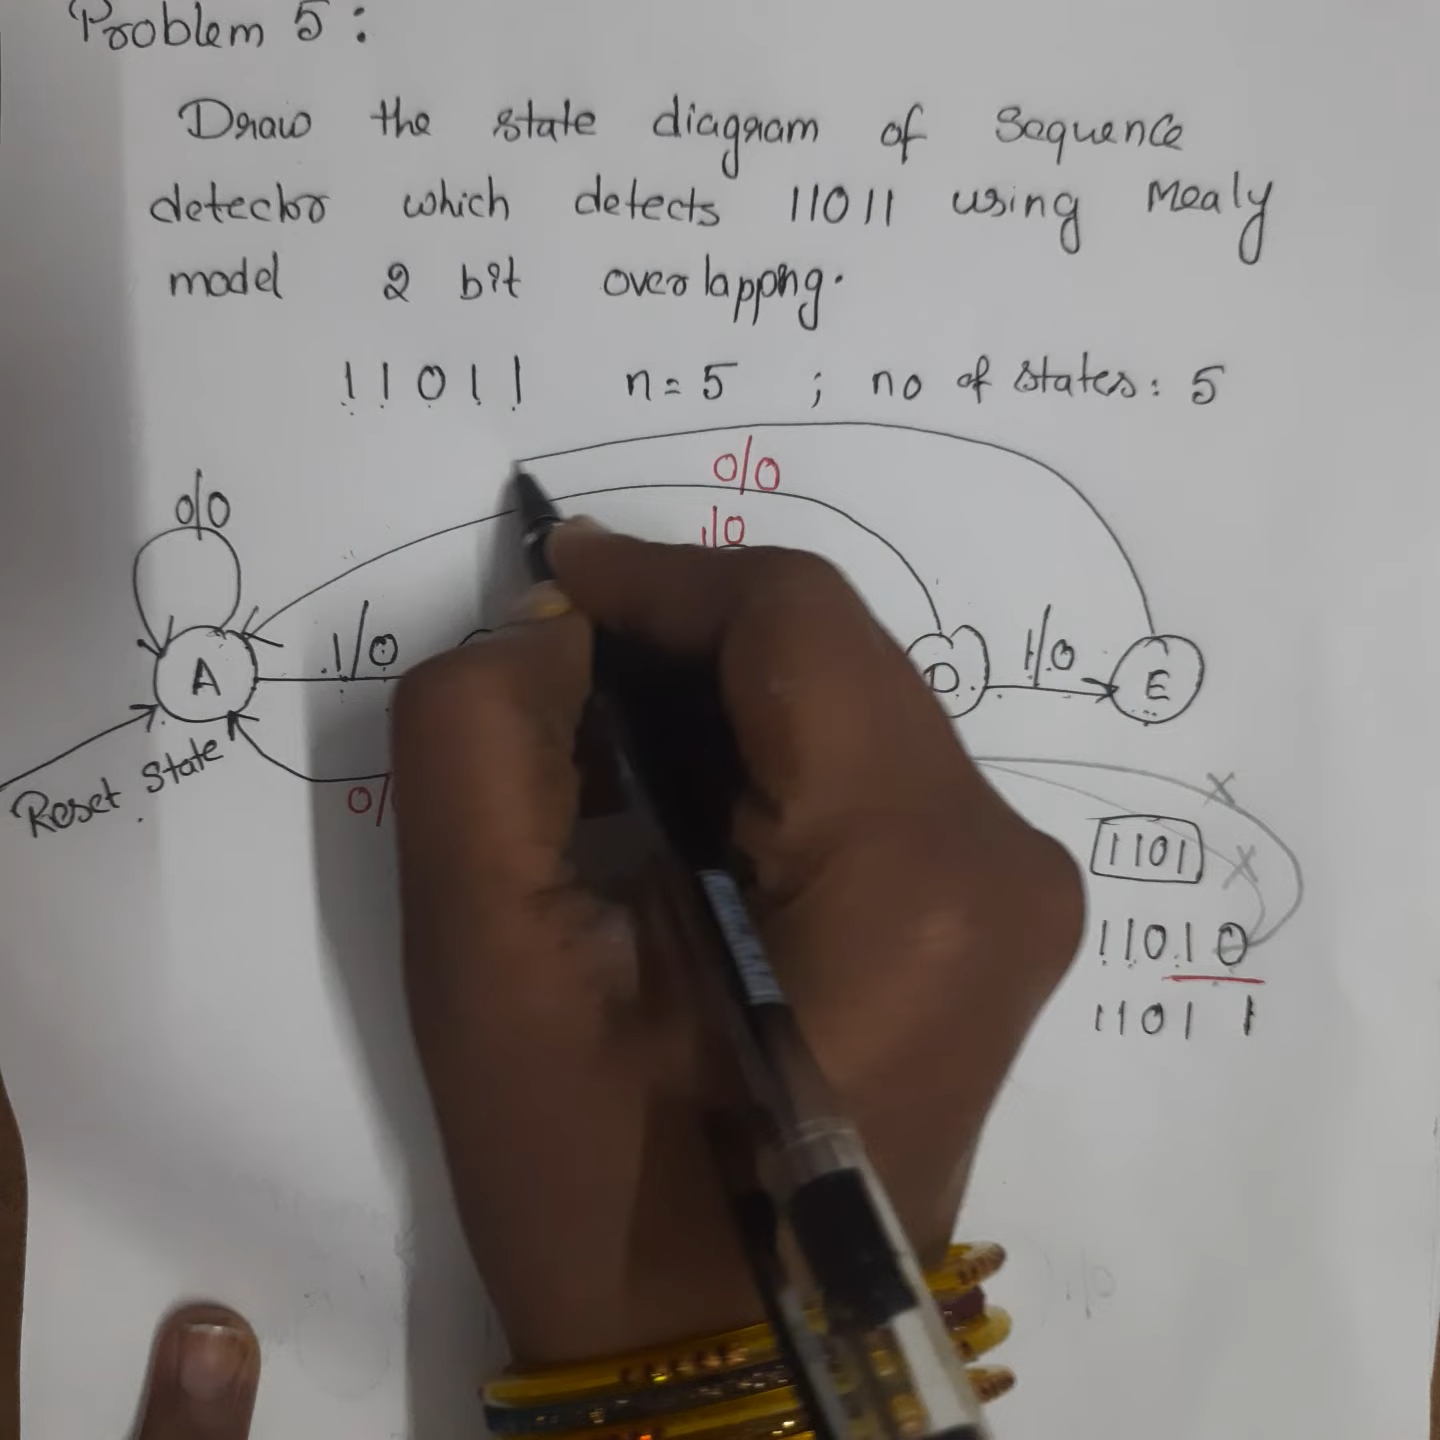 Problem 5 :
Draw the state diagram of Sequence
detector which detects 11011 using Mealy
model 2 bit overlapping.
11011 n = 5 ; no of states : 5
0/0
0/0
1/0
1/0
1/0
A
D
E
Reset State
0/
1101
11010
1101 1